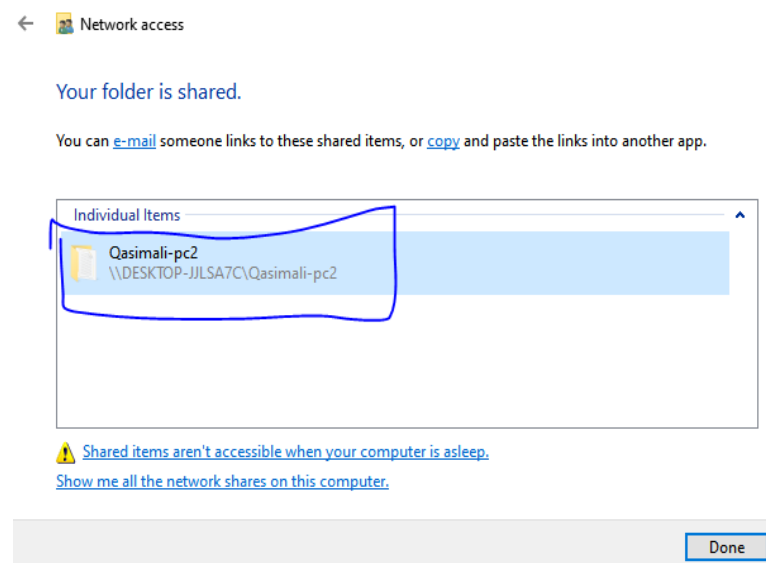 Network access
Your folder is shared.
You can e-mail someone links to these shared items, or copy and paste the links into another app.
Individual Items
Qasimali-pc2
\\DESKTOP-JJLSA7C\Qasimali-pc2
Shared items aren't accessible when your computer is asleep.
Show me all the network shares on this computer.
Done